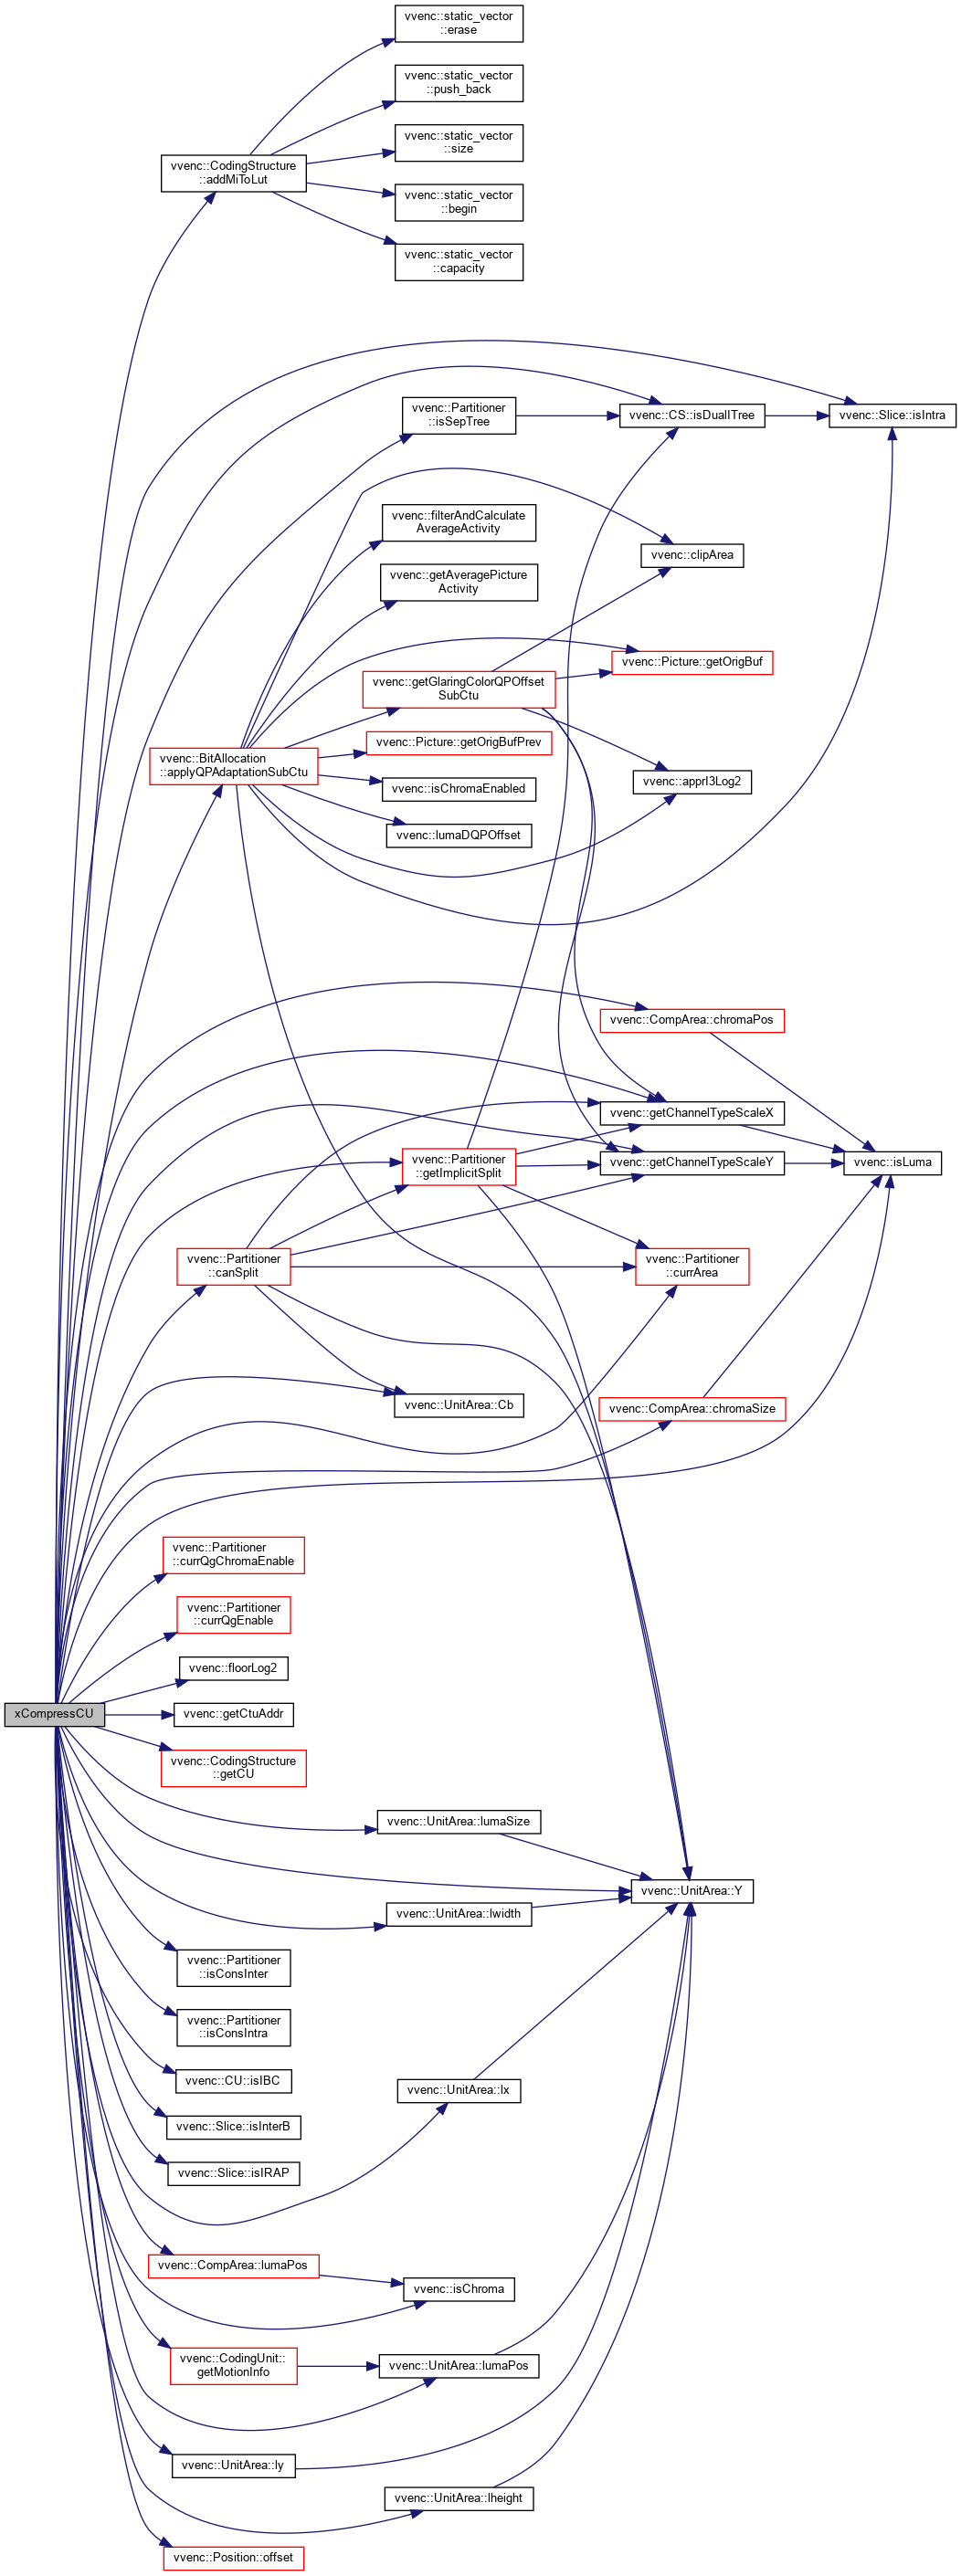 vvenc::static_vector
::erase
vvenc::static_vector
::push_back
vvenc::static_vector
::size
vvenc::CodingStructure
::addMiToLut
vvenc::static_vector
::begin
vvenc::static_vector
::capacity
vvenc::Partitioner
::isSepTree
vvenc::CS::isDualITree
vvenc::Slice::isIntra
vvenc::filterAndCalculate
AverageActivity
vvenc::clipArea
vvenc::getAveragePicture
Activity
vvenc::Picture::getOrigBuf
vvenc::getGlaringColorQPOffset
SubCtu
vvenc::Picture::getOrigBufPrev
vvenc::BitAllocation
::applyQPAdaptationSubCtu
vvenc::isChromaEnabled
vvenc::apprI3Log2
vvenc::lumaDQPOffset
vvenc::CompArea::chromaPos
vvenc::getChannelTypeScaleX
vvenc::Partitioner
::getImplicitSplit
vvenc::getChannelTypeScaleY
vvenc::isLuma
vvenc::Partitioner
::canSplit
vvenc::Partitioner
::currArea
vvenc::UnitArea::Cb
vvenc::CompArea::chromaSize
vvenc::Partitioner
::currQgChromaEnable
vvenc::Partitioner
::currQgEnable
vvenc::floorLog2
xCompressCU
vvenc::getCtuAddr
vvenc::CodingStructure
::getCU
vvenc::UnitArea::lumaSize
vvenc::UnitArea::Y
vvenc::UnitArea::lwidth
vvenc::Partitioner
::isConsInter
vvenc::Partitioner
::isConsIntra
vvenc::CU::isIBC
vvenc::UnitArea::lx
vvenc::Slice::isInterB
vvenc::Slice::isIRAP
vvenc::CompArea::lumaPos
vvenc::isChroma
vvenc::CodingUnit::
getMotionInfo
vvenc::UnitArea::lumaPos
vvenc::UnitArea::ly
vvenc::UnitArea::lheight
vvenc::Position::offset